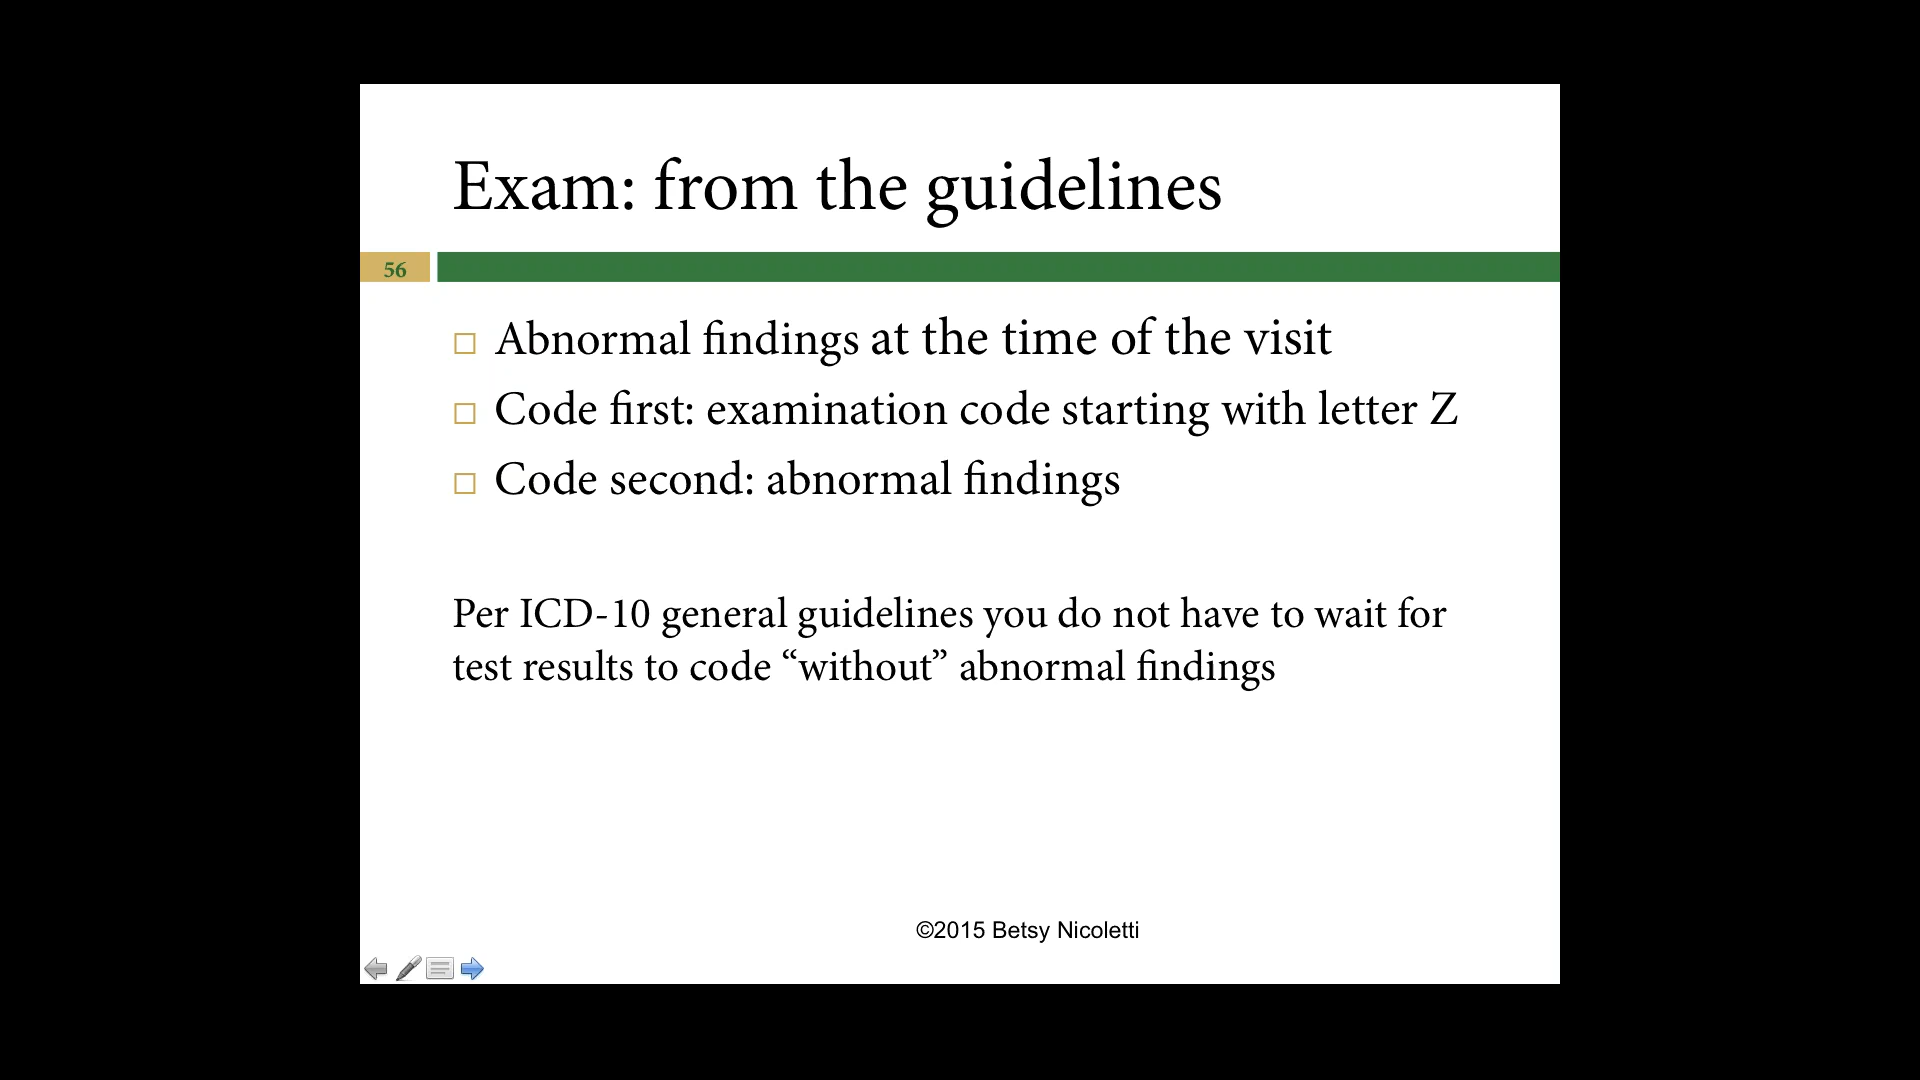 Exam: from the guidelines
56
Abnormal findings at the time of the visit
Code first: examination code starting with letter Z
Code second: abnormal findings
Per ICD-10 general guidelines you do not have to wait for
test results to code “without” abnormal findings
©2015 Betsy Nicoletti